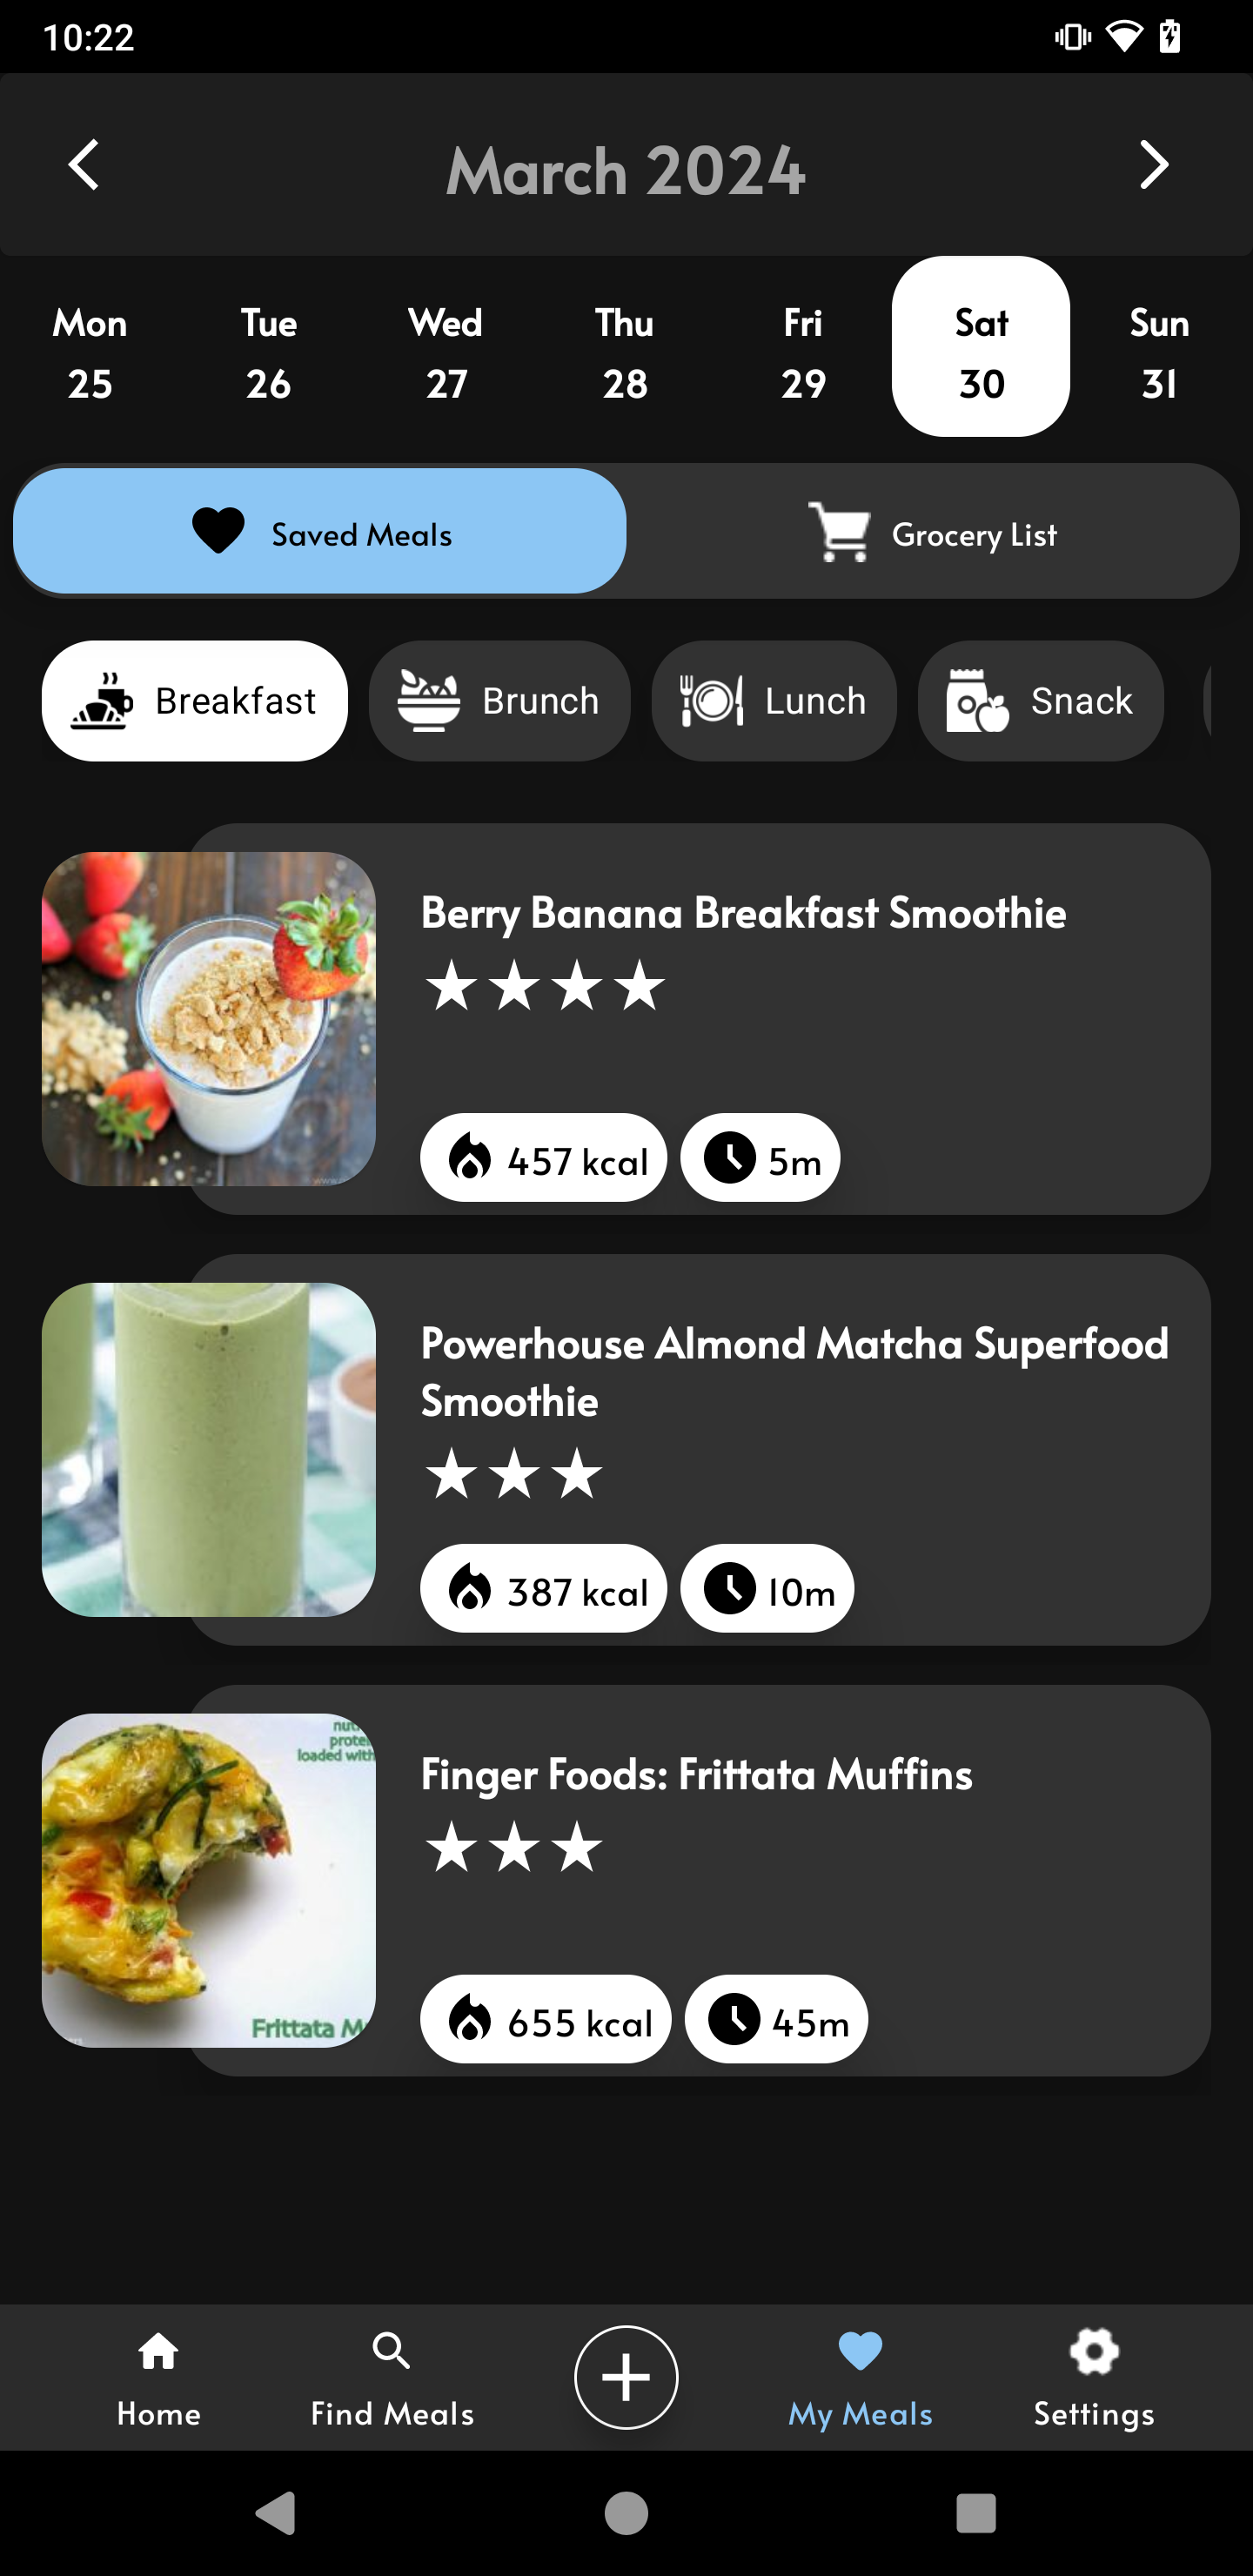 10:22
March 2024
Mon Tue Wed Thu Fri Sat Sun
25 26 27 28 29 30 31
Saved Meals Grocery List
Breakfast Brunch Lunch Snack
Berry Banana Breakfast Smoothie
457 kcal 5m
Powerhouse Almond Matcha Superfood
Smoothie
387 kcal 10m
loaded with
Finger Foods: Frittata Muffins
Frittata M
655 kcal 45m
Home Find Meals My Meals Settings